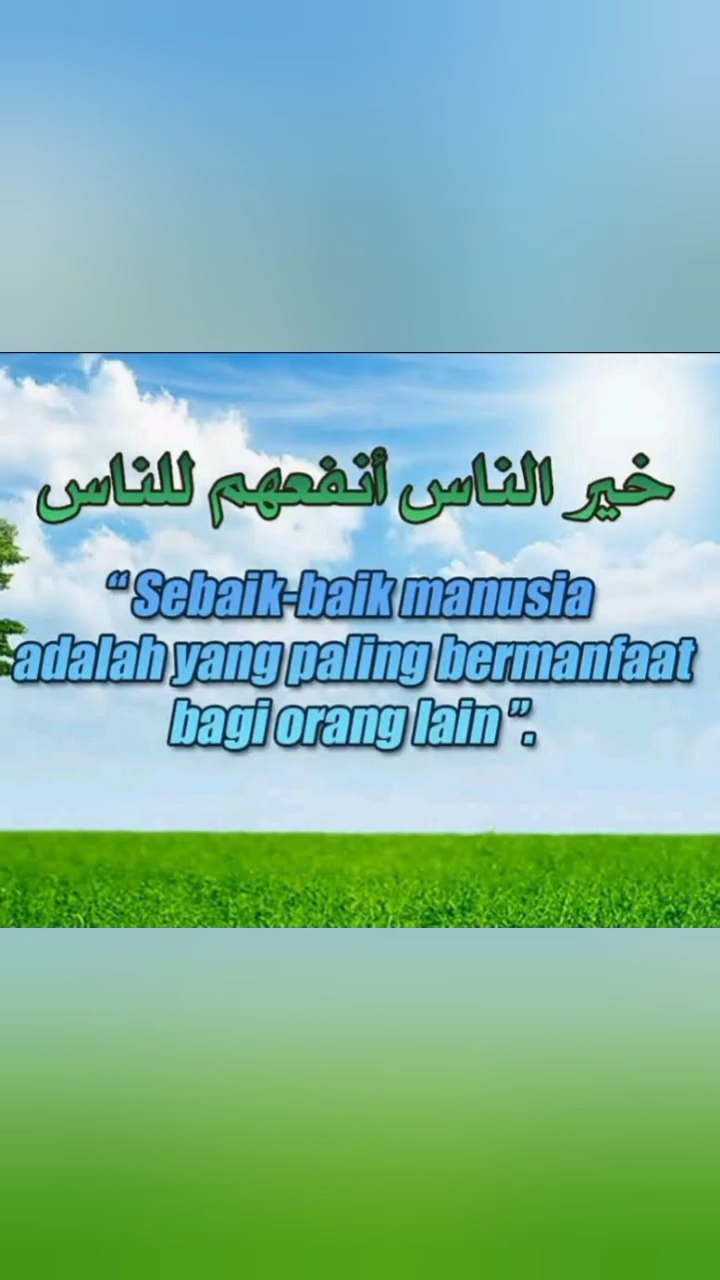 خير الناس أنفعهم للناس
“ Sebaik-baik manusia
adalah yang paling bermanfaat
bagi orang lain ”.